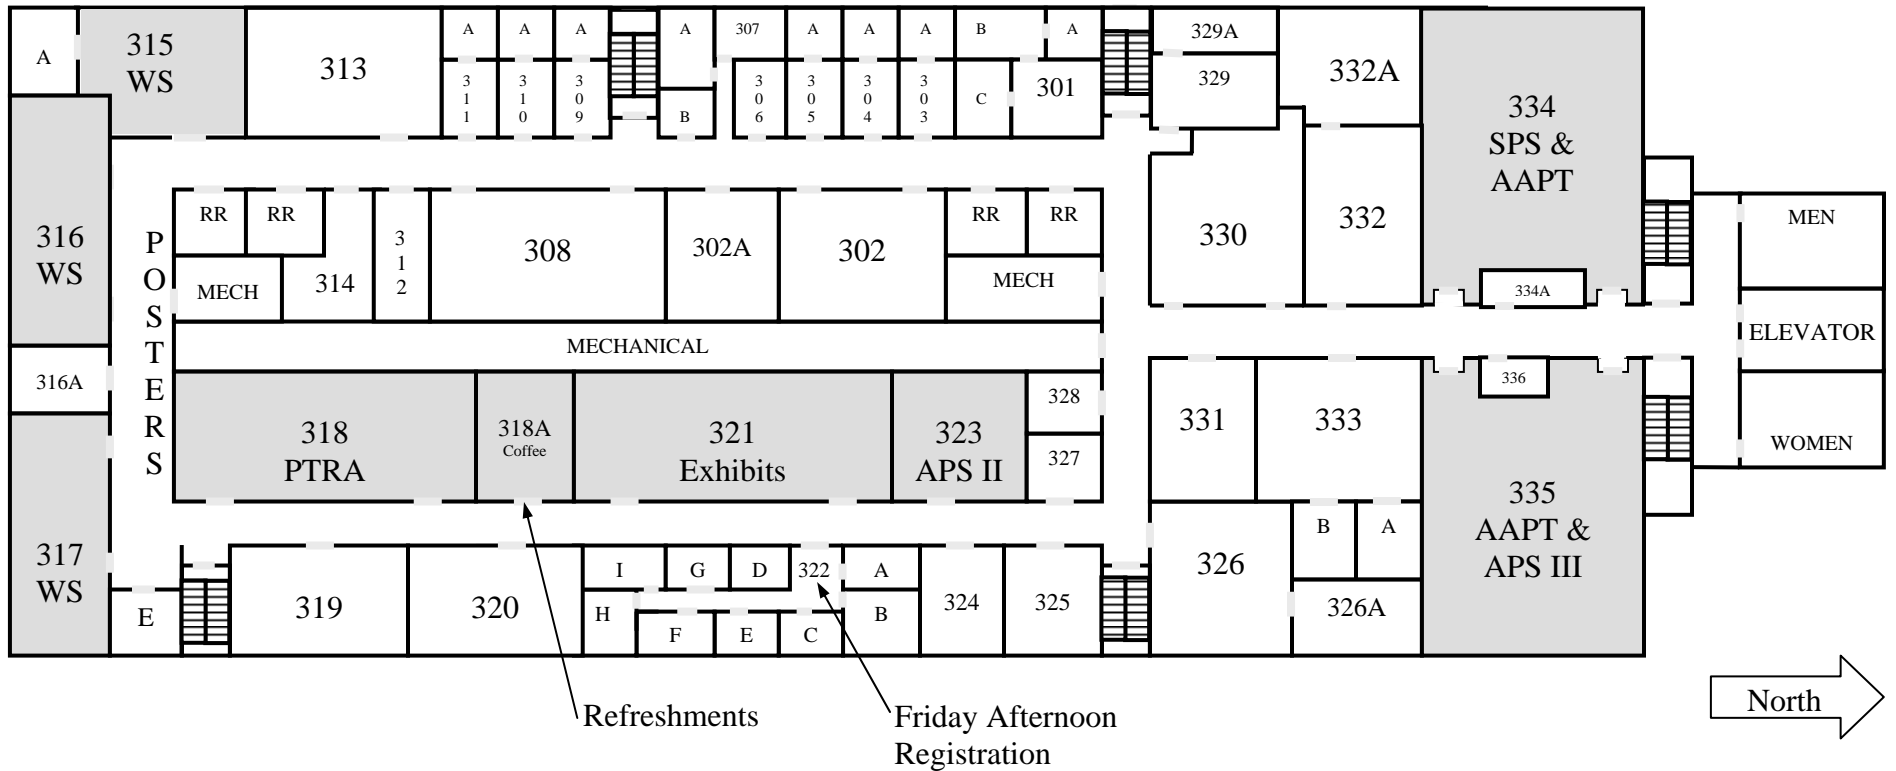 A
315
WS
313
A
A
A
311
310
309
A
B
307
A
A
A
306
305
304
303
B
A
C
301
329A
329
332A
334
SPS &
AAPT
316
WS
POSTERS
RR
RR
MECH
314
312
308
302A
302
RR
RR
MECH
330
332
334A
MEN
MECHANICAL
ELEVATOR
316A
318
PTRA
318A
Coffee
321
Exhibits
323
APS II
328
327
331
333
336
WOMEN
335
AAPT &
APS III
317
WS
E
319
320
I
G
D
322
A
H
F
E
C
B
324
325
326
B
A
326A
Refreshments
Friday Afternoon
Registration
North